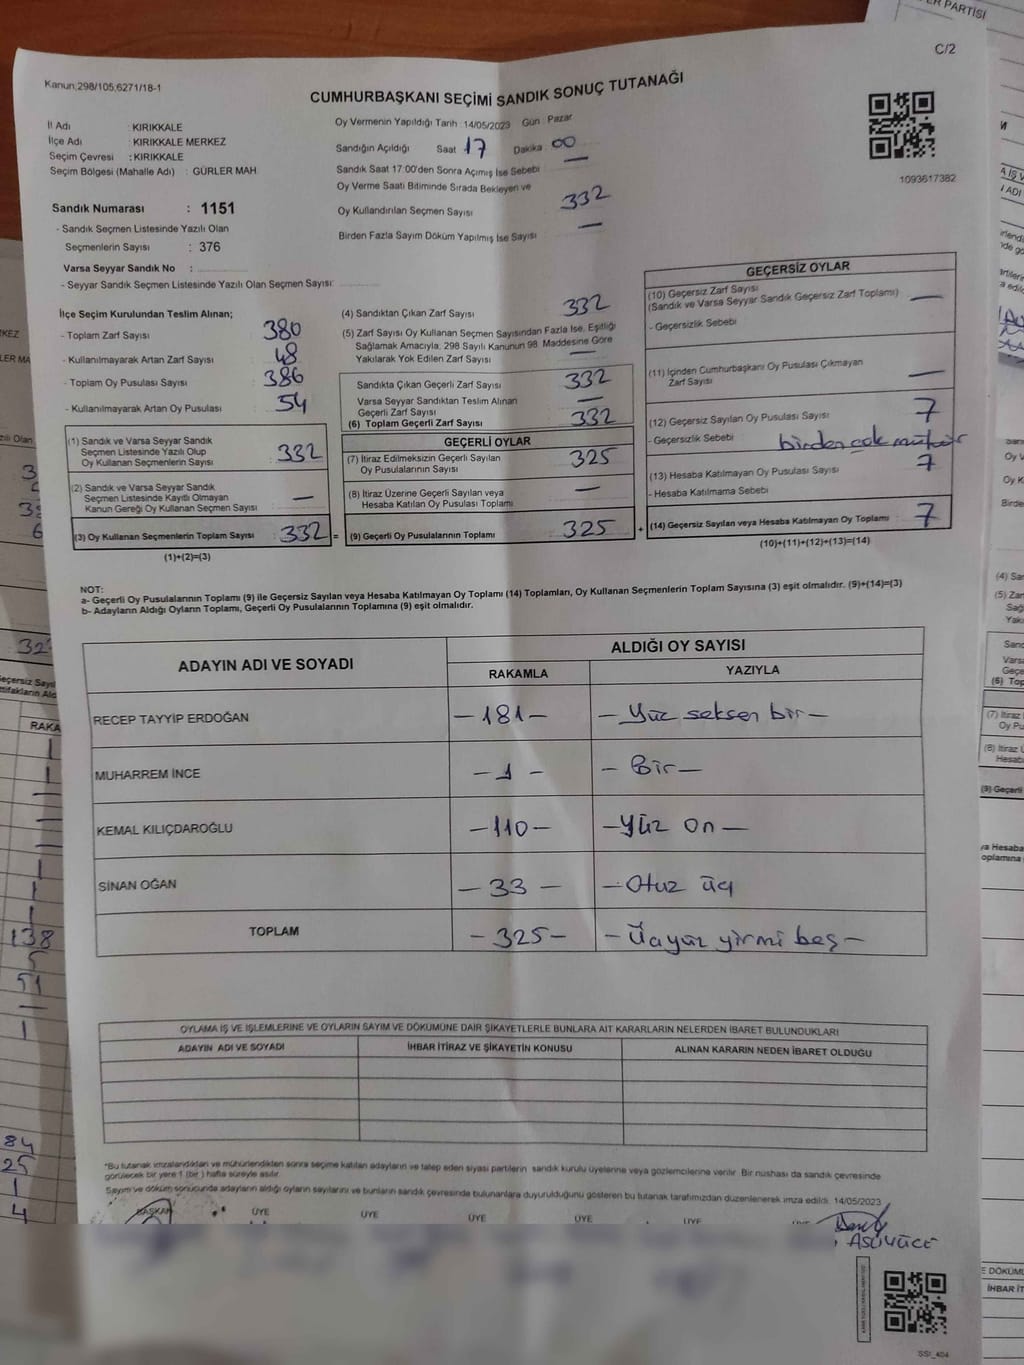 C/2
Kanun;298/105,6271/18-1
CUMHURBAŞKANI SEÇİMİ SANDIK SONUÇ TUTANAĞI
İl Adı : KIRIKKALE
İlçe Adı : KIRIKKALE MERKEZ
Seçim Çevresi : KIRIKKALE
Seçim Bölgesi (Mahalle Adı) : GÜRLER MAH
Sandık Numarası : 1151
- Sandık Seçmen Listesinde Yazılı Olan
Seçmenlerin Sayısı : 376
Varsa Seyyar Sandık No :
- Seyyar Sandık Seçmen Listesinde Yazılı Olan Seçmen Sayısı:
Oy Vermenin Yapıldığı Tarih :14/05/2023 Gün Pazar
Sandığın Açıldığı Saat 17 Dakika 00
Sandık Saat 17:00'den Sonra Açımış İse Sebebi —
Oy Verme Saati Bitiminde Sırada Bekleyen ve
Oy Kullandırılan Seçmen Sayısı 332
Birden Fazla Sayım Döküm Yapılmış İse Sayısı —
1093617382
İlçe Seçim Kurulundan Teslim Alınan;
- Toplam Zarf Sayısı 380
- Kullanılmayarak Artan Zarf Sayısı 48
- Toplam Oy Pusulası Sayısı 386
- Kullanılmayarak Artan Oy Pusulası 54
(1) Sandık ve Varsa Seyyar Sandık
Seçmen Listesinde Yazılı Olup
Oy Kullanan Seçmenlerin Sayısı : 332
(2) Sandık ve Varsa Seyyar Sandık
Seçmen Listesinde Kayıtlı Olmayan
Kanun Gereği Oy Kullanan Seçmen Sayısı —
(3) Oy Kullanan Seçmenlerin Toplam Sayısı : 332 =
(1)+(2)=(3)
(4) Sandıktan Çıkan Zarf Sayısı 332
(5) Zarf Sayısı Oy Kullanan Seçmen Sayısından Fazla İse, Eşitliği
Sağlamak Amacıyla, 298 Sayılı Kanunun 98. Maddesine Göre
Yakılarak Yok Edilen Zarf Sayısı —
Sandıkta Çıkan Geçerli Zarf Sayısı 332
Varsa Seyyar Sandıktan Teslim Alınan
Geçerli Zarf Sayısı —
(6) Toplam Geçerli Zarf Sayısı 332
GEÇERLİ OYLAR
(7) İtiraz Edilmeksizin Geçerli Sayılan
Oy Pusulalarının Sayısı 325
(8) İtiraz Üzerine Geçerli Sayılan veya
Hesaba Katılan Oy Pusulaları Toplamı —
(9) Geçerli Oy Pusulalarının Toplamı 325 +
GEÇERSİZ OYLAR
(10) Geçersiz Zarf Sayısı
(Sandık ve Varsa Seyyar Sandık Geçersiz Zarf Toplamı) —
- Geçersizlik Sebebi
(11) İçinden Cumhurbaşkanı Oy Pusulası Çıkmayan
Zarf Sayısı —
(12) Geçersiz Sayılan Oy Pusulası Sayısı 7
- Geçersizlik Sebebi birden çok mühür
(13) Hesaba Katılmayan Oy Pusulası Sayısı 7
- Hesaba Katılmama Sebebi
(14) Geçersiz Sayılan veya Hesaba Katılmayan Oy Toplamı : 7
(10)+(11)+(12)+(13)=(14)
NOT:
a- Geçerli Oy Pusulalarının Toplamı (9) ile Geçersiz Sayılan veya Hesaba Katılmayan Oy Toplamı (14) Toplamları, Oy Kullanan Seçmenlerin Toplam Sayısına (3) eşit olmalıdır. (9)+(14)=(3)
b- Adayların Aldığı Oyların Toplamı, Geçerli Oy Pusulalarının Toplamına (9) eşit olmalıdır.
ADAYIN ADI VE SOYADI ALDIĞI OY SAYISI
RAKAMLA YAZIYLA
RECEP TAYYİP ERDOĞAN -181- -Yüz seksen bir-
MUHARREM İNCE -1- -Bir-
KEMAL KILIÇDAROĞLU -110- -Yüz on-
SİNAN OĞAN -33- -Otuz üç
TOPLAM -325- -Üçyüz yirmi beş-
OYLAMA İŞ VE İŞLEMLERİNE VE OYLARIN SAYIM VE DÖKÜMÜNE DAİR ŞİKAYETLERLE BUNLARA AİT KARARLARIN NELERDEN İBARET BULUNDUKLARI
ADAYIN ADI VE SOYADI İHBAR İTİRAZ VE ŞİKAYETİN KONUSU ALINAN KARARIN NEDEN İBARET OLDUĞU
*Bu tutanak imzalandıktan ve mühürlendikten sonra seçime katılan adayların ve talep eden siyasi partilerin sandık kurulu üyelerine veya gözlemcilerine verilir. Bir nüshası da sandık çevresinde
görülecek bir yere 1 (bir ) hafta süreyle asılır.
Sayım ve döküm sonucunda adayların aldığı oyların sayılarını ve bunların sandık çevresinde bulunanlara duyurulduğunu gösteren bu tutanak tarafımızdan düzenlenerek imza edildi. 14/05/2023
BAŞKAN ÜYE ÜYE ÜYE ÜYE ÜYE
ASUYÜCE